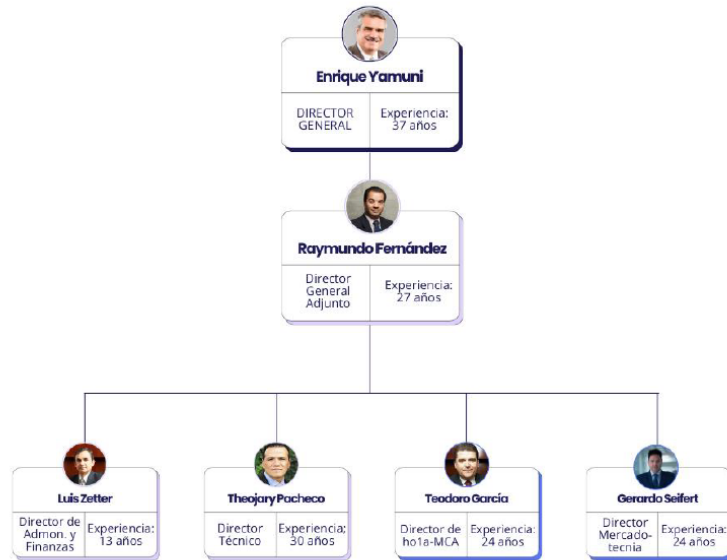 Enrique Yamuni
DIRECTOR
GENERAL
Experiencia:
37 años
Raymundo Fernández
Director
General
Adjunto
Experiencia:
27 años
Luis Zetter
Director de
Admon. y
Finanzas
Experiencia:
13 años
Theojary Pacheco
Director
Técnico
Experiencia;
30 años
Teodoro García
Director de
ho1a-MCA
Experiencia:
24 años
Gerardo Seifert
Director
Mercado-
tecnia
Experiencia:
24 años